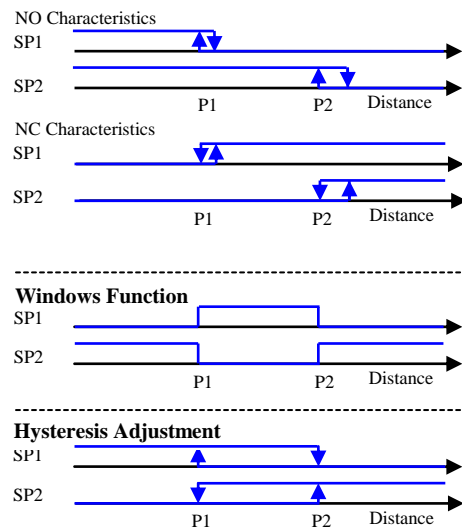 NO Characteristics
SP1
SP2
P1 P2 Distance
NC Characteristics
SP1
SP2
P1 P2 Distance
Windows Function
SP1
SP2
P1 P2 Distance
Hysteresis Adjustment
SP1
SP2
P1 P2 Distance